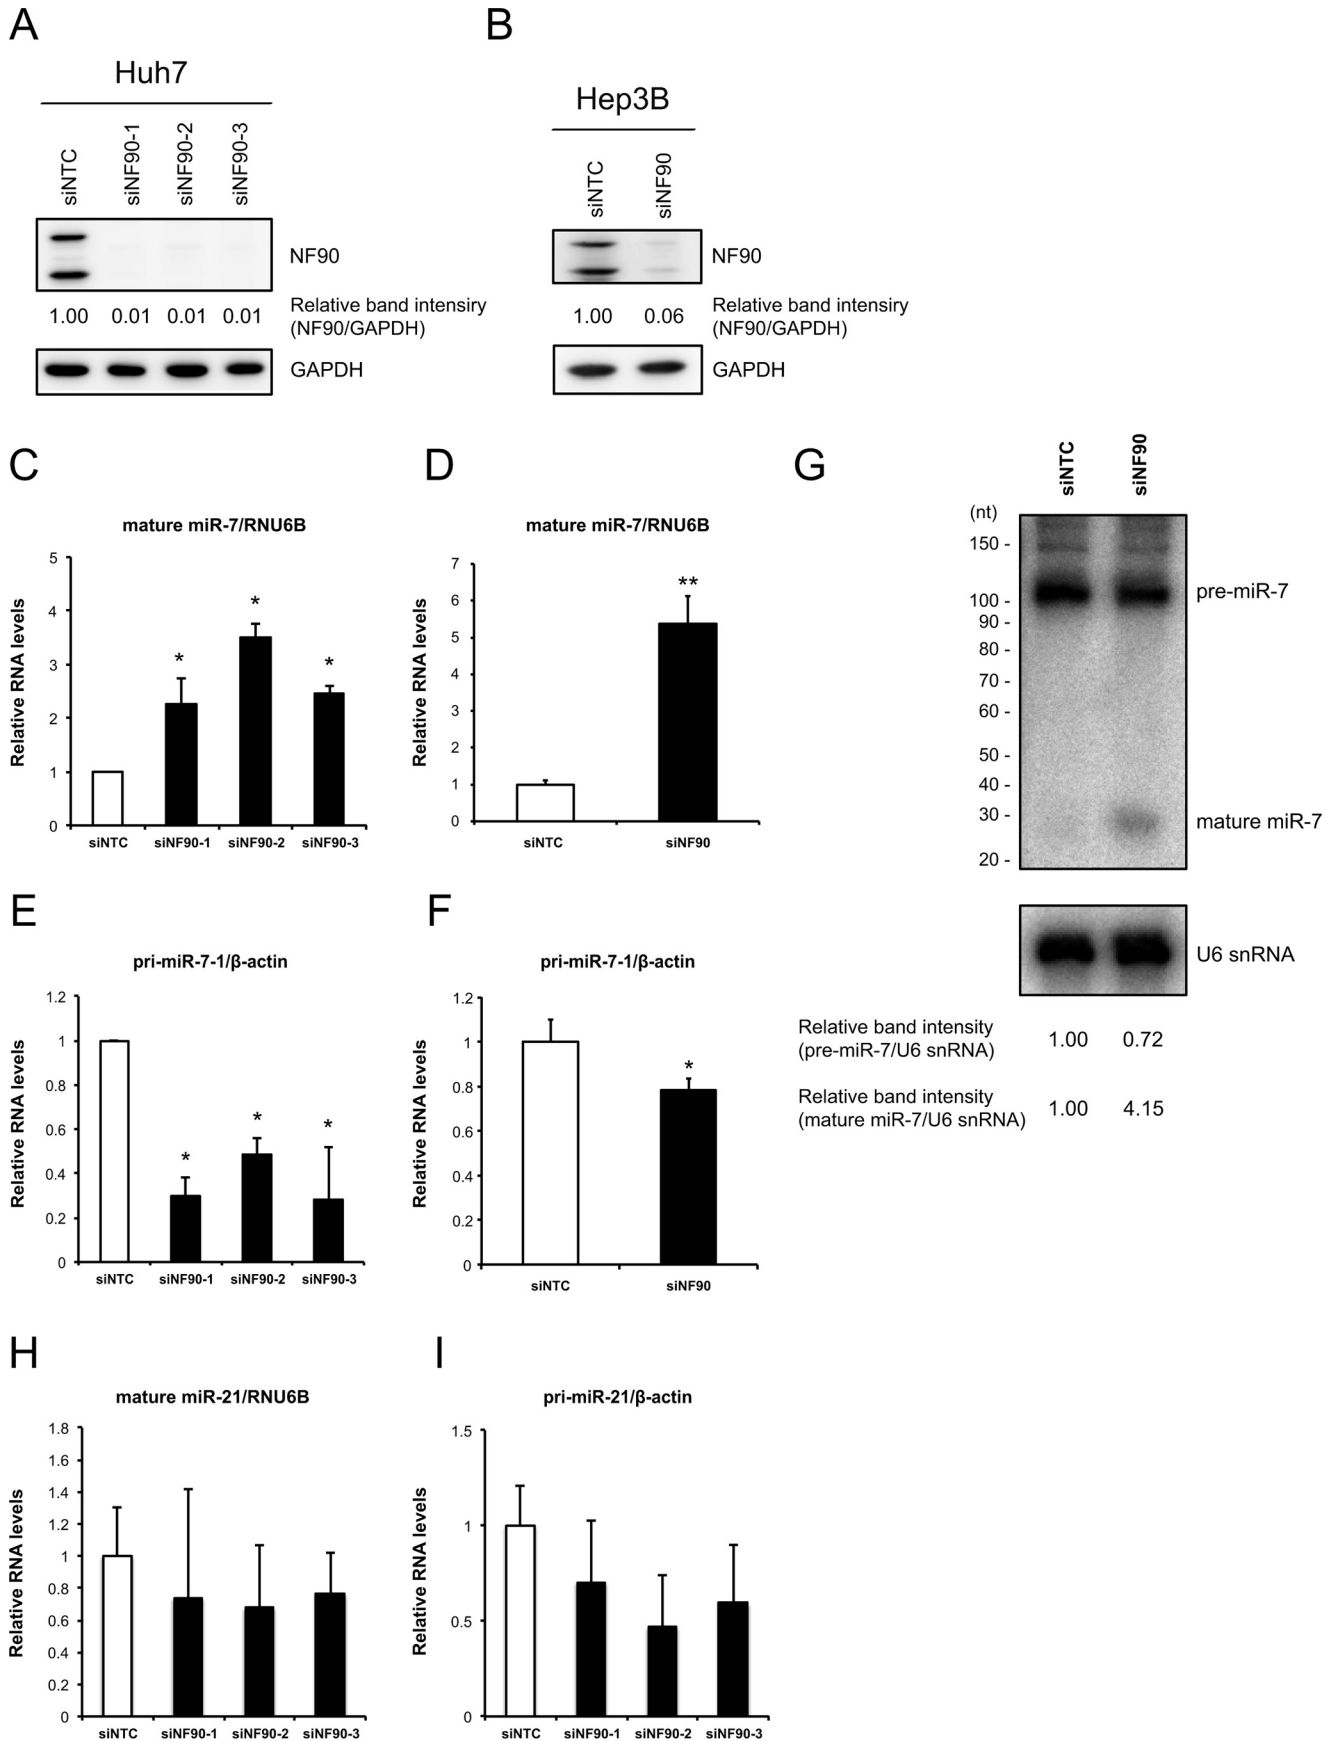 A
Huh7
siNTC
siNF90-1
siNF90-2
siNF90-3
NF90
1.00 0.01 0.01 0.01
Relative band intensiry
(NF90/GAPDH)
GAPDH
B
Hep3B
siNTC
siNF90
NF90
1.00 0.06
Relative band intensiry
(NF90/GAPDH)
GAPDH
C
mature miR-7/RNU6B
Relative RNA levels
5
4
3
2
1
0
* * *
siNTC siNF90-1 siNF90-2 siNF90-3
D
mature miR-7/RNU6B
Relative RNA levels
7
6
5
4
3
2
1
0
**
siNTC siNF90
G
siNTC
siNF90
(nt)
150 -
100 -
90 -
80 -
70 -
60 -
50 -
40 -
30 -
20 -
pre-miR-7
mature miR-7
U6 snRNA
Relative band intensity
(pre-miR-7/U6 snRNA)
1.00 0.72
Relative band intensity
(mature miR-7/U6 snRNA)
1.00 4.15
E
pri-miR-7-1/β-actin
Relative RNA levels
1.2
1
0.8
0.6
0.4
0.2
0
* * *
siNTC siNF90-1 siNF90-2 siNF90-3
F
pri-miR-7-1/β-actin
Relative RNA levels
1.2
1
0.8
0.6
0.4
0.2
0
*
siNTC siNF90
H
mature miR-21/RNU6B
Relative RNA levels
1.8
1.6
1.4
1.2
1
0.8
0.6
0.4
0.2
0
siNTC siNF90-1 siNF90-2 siNF90-3
I
pri-miR-21/β-actin
Relative RNA levels
1.5
1
0.5
0
siNTC siNF90-1 siNF90-2 siNF90-3